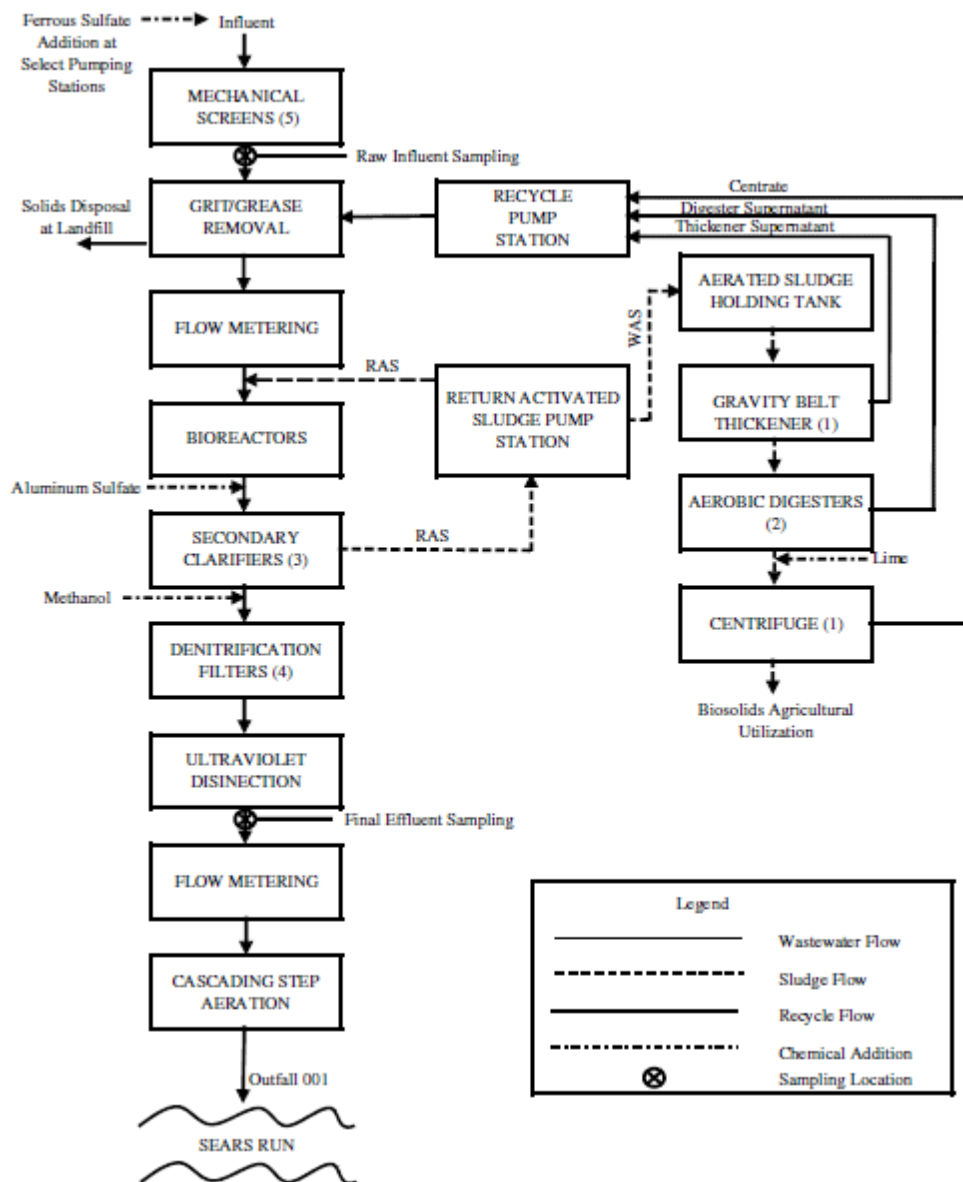 Ferrous Sulfate
Addition at
Select Pumping
Stations
Influent
MECHANICAL
SCREENS (5)
Raw Influent Sampling
Solids Disposal
at Landfill
GRIT/GREASE
REMOVAL
RECYCLE
PUMP
STATION
Centrate
Digester Supernatant
Thickener Supernatant
AERATED SLUDGE
HOLDING TANK
FLOW METERING
WAS
RAS
RETURN ACTIVATED
SLUDGE PUMP
STATION
GRAVITY BELT
THICKENER (1)
BIOREACTORS
Aluminum Sulfate
AEROBIC DIGESTERS
(2)
SECONDARY
CLARIFIERS (3)
RAS
Lime
Methanol
CENTRIFUGE (1)
DENITRIFICATION
FILTERS (4)
Biosolids Agricultural
Utilization
ULTRAVIOLET
DISINECTION
Final Effluent Sampling
FLOW METERING
CASCADING STEP
AERATION
Outfall 001
SEARS RUN
Legend
Wastewater Flow
Sludge Flow
Recycle Flow
Chemical Addition
Sampling Location